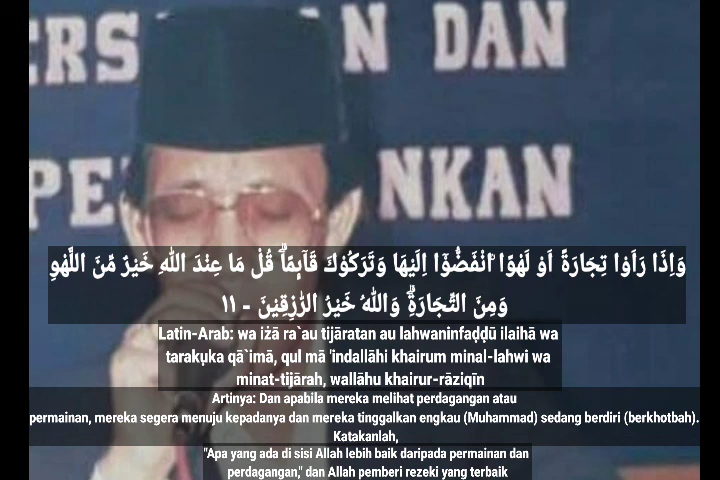 ERS AN DAN
PE NKAN
وَاِذَا رَاَوْا تِجَارَةً اَوْ لَهْوًا ۨانْفَضُّوْٓا اِلَيْهَا وَتَرَكُوْكَ قَاۤىِٕمًاۗ قُلْ مَا عِنْدَ اللّٰهِ خَيْرٌ مِّنَ اللَّهْوِ
وَمِنَ التِّجَارَةِۗ وَاللّٰهُ خَيْرُ الرّٰزِقِيْنَ - ١١
Latin-Arab: wa iżā ra`au tijāratan au lahwaninfaḍḍū ilaihā wa
tarakụka qā`imā, qul mā 'indallāhi khairum minal-lahwi wa
minat-tijārah, wallāhu khairur-rāziqīn
Artinya: Dan apabila mereka melihat perdagangan atau
permainan, mereka segera menuju kepadanya dan mereka tinggalkan engkau (Muhammad) sedang berdiri (berkhotbah).
Katakanlah,
"Apa yang ada di sisi Allah lebih baik daripada permainan dan
perdagangan," dan Allah pemberi rezeki yang terbaik